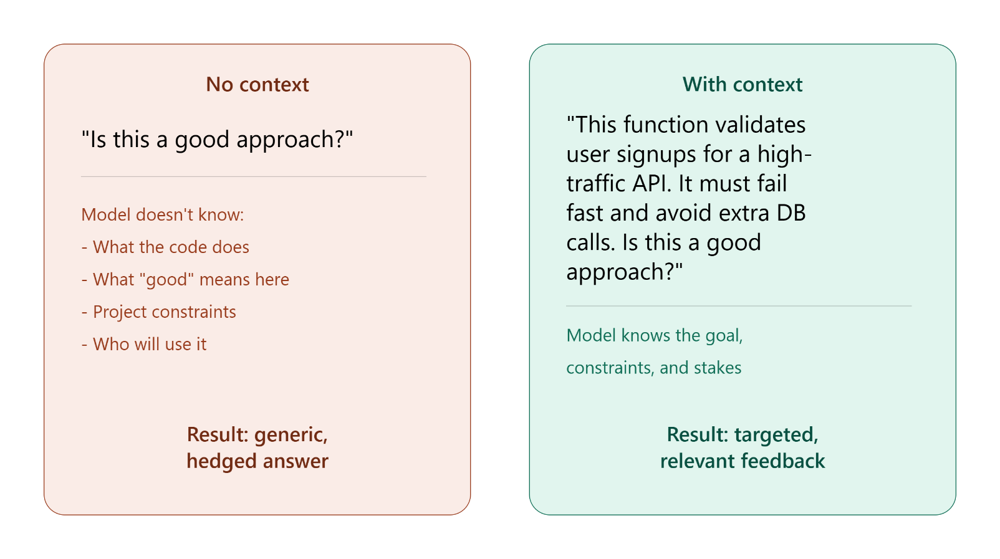 No context
"Is this a good approach?"
Model doesn't know:
- What the code does
- What "good" means here
- Project constraints
- Who will use it
Result: generic,
hedged answer
With context
"This function validates
user signups for a high-
traffic API. It must fail
fast and avoid extra DB
calls. Is this a good
approach?"
Model knows the goal,
constraints, and stakes
Result: targeted,
relevant feedback